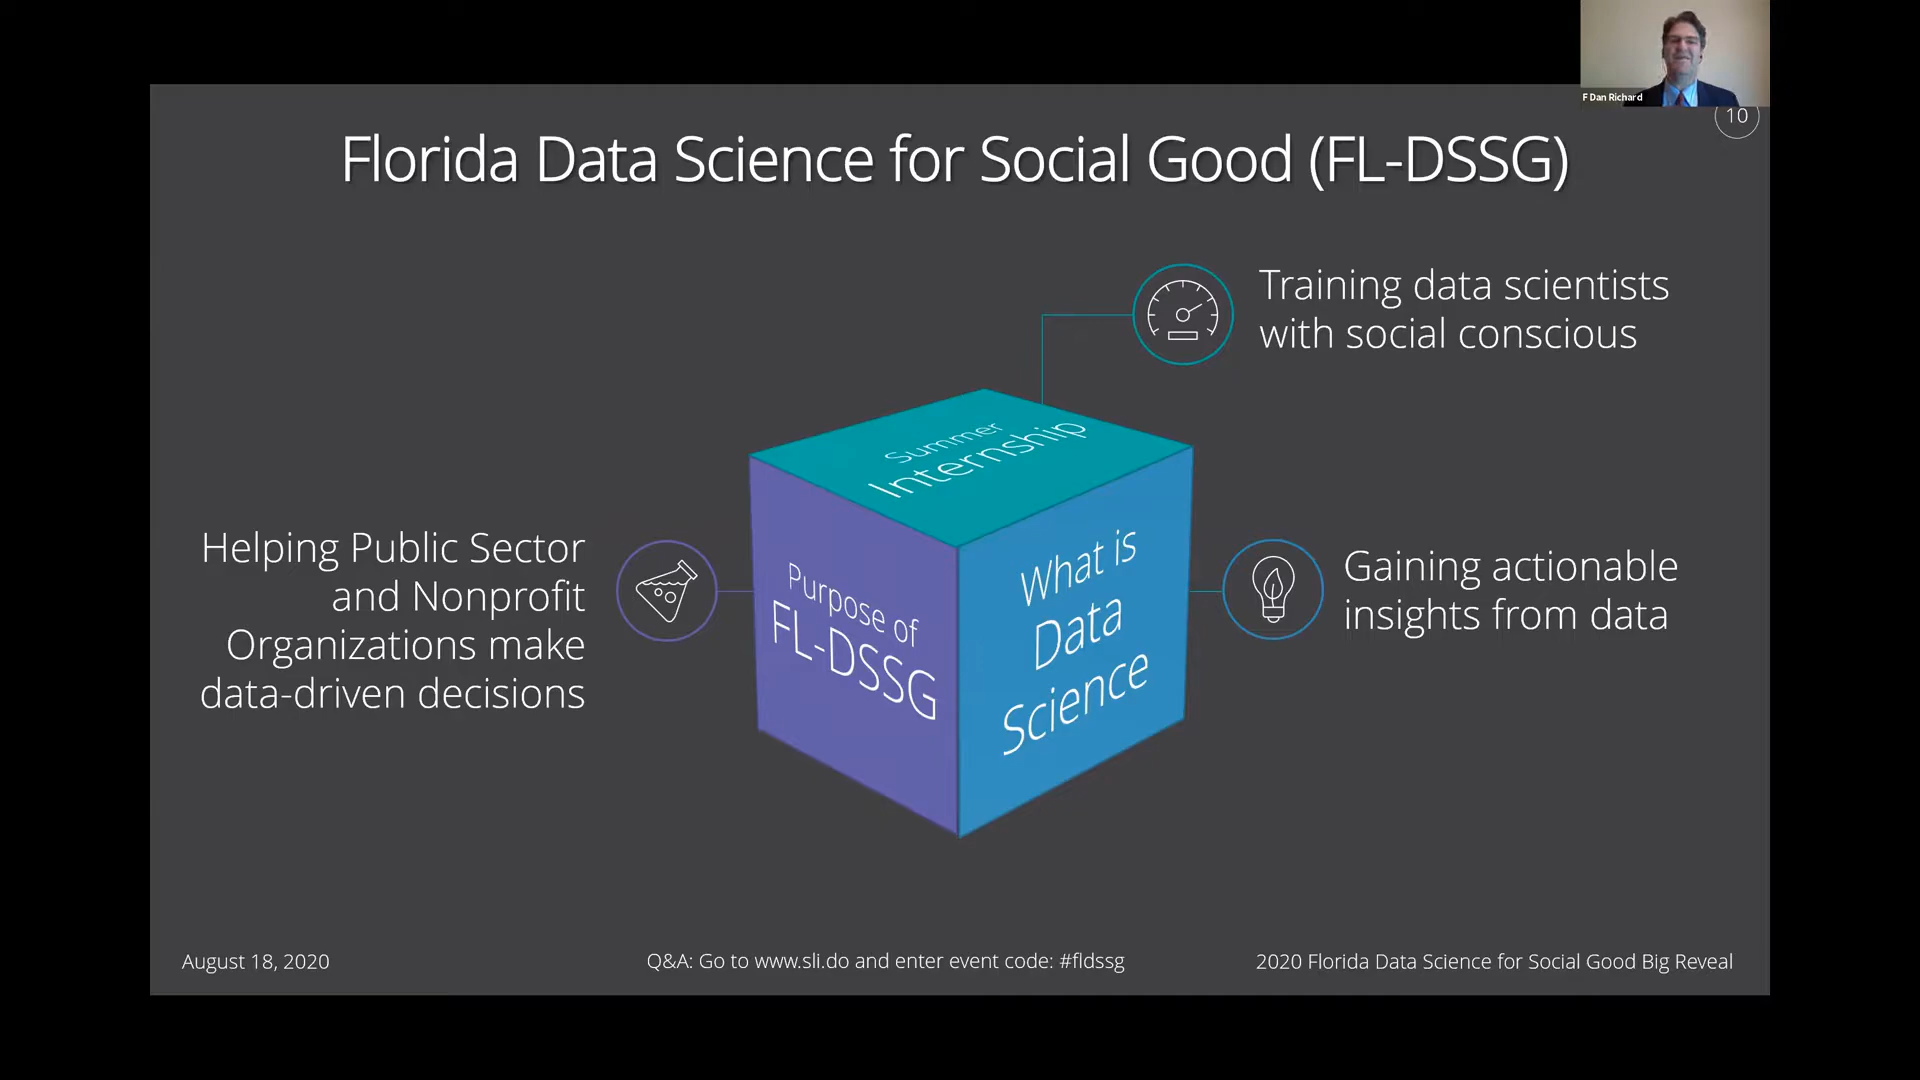 F Dan Richard
10
Florida Data Science for Social Good (FL-DSSG)
Training data scientists
with social conscious
Summer
Internship
Helping Public Sector
and Nonprofit
Organizations make
data-driven decisions
Purpose of
FL-DSSG
What is
Data
Science
Gaining actionable
insights from data
August 18, 2020
Q&A: Go to www.sli.do and enter event code: #fldssg
2020 Florida Data Science for Social Good Big Reveal